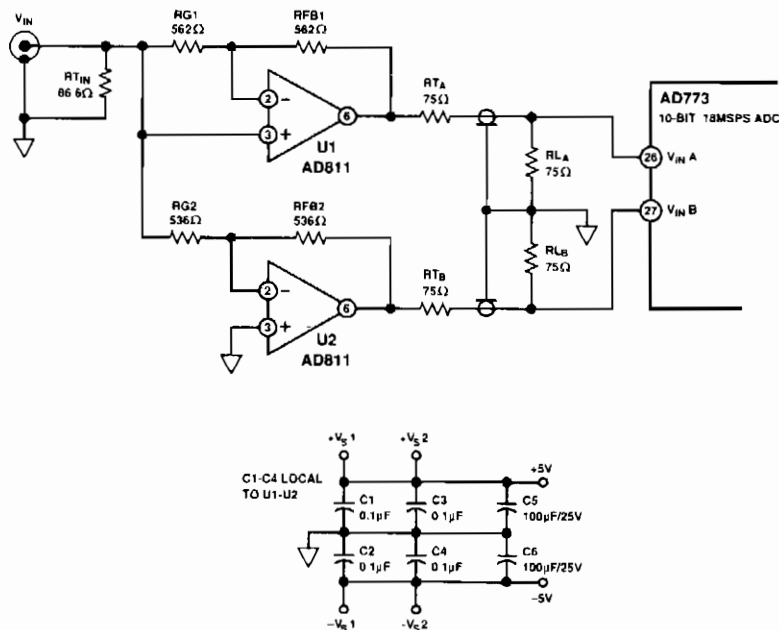 VIN
RTIN
86.6Ω
RG1
562Ω
RFB1
562Ω
2
−
3
+
6
U1
AD811
RTA
75Ω
RLA
75Ω
AD773
10-BIT 18MSPS ADC
26 VIN A
27 VIN B
RG2
536Ω
RFB2
536Ω
2
−
3
+
6
U2
AD811
RTB
75Ω
RLB
75Ω
+VS 1
+VS 2
C1-C4 LOCAL
TO U1-U2
+5V
C1
0.1µF
C3
0.1µF
C5
100µF/25V
C2
0.1µF
C4
0.1µF
C6
100µF/25V
−5V
−VS 1
-VS 2